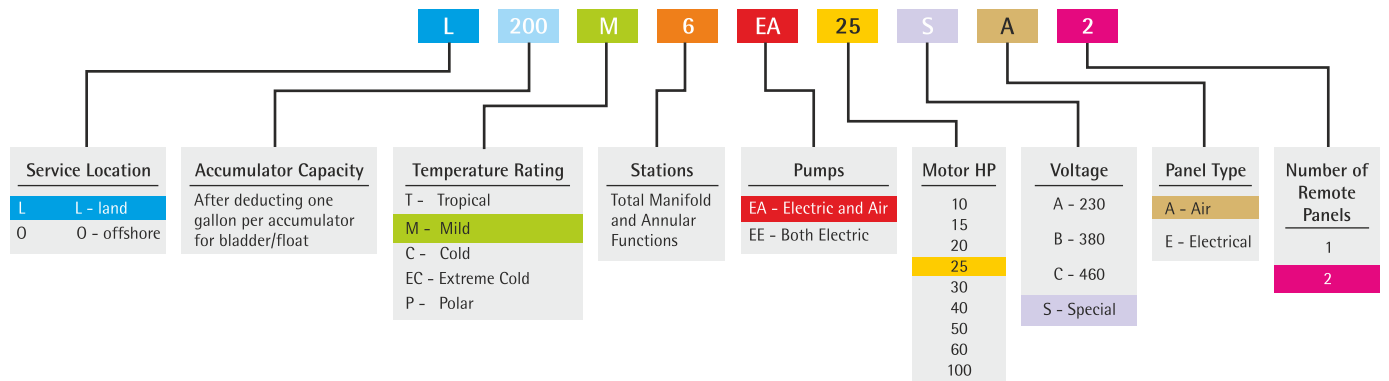 L 200 M 6 EA 25 S A 2
Service Location
L L - land
O O - offshore
Accumulator Capacity
After deducting one
gallon per accumulator
for bladder/float
Temperature Rating
T - Tropical
M - Mild
C - Cold
EC - Extreme Cold
P - Polar
Stations
Total Manifold
and Annular
Functions
Pumps
EA - Electric and Air
EE - Both Electric
Motor HP
10
15
20
25
30
40
50
60
100
Voltage
A - 230
B - 380
C - 460
S - Special
Panel Type
A - Air
E - Electrical
Number of
Remote
Panels
1
2